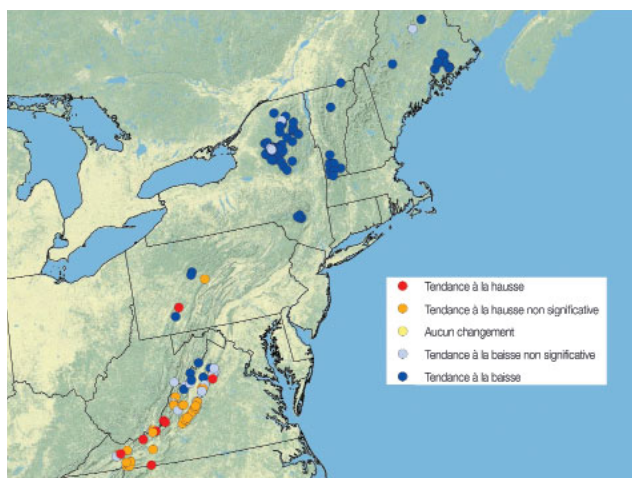 Tendance à la hausse
Tendance à la hausse non significative
Aucun changement
Tendance à la baisse non significative
Tendance à la baisse